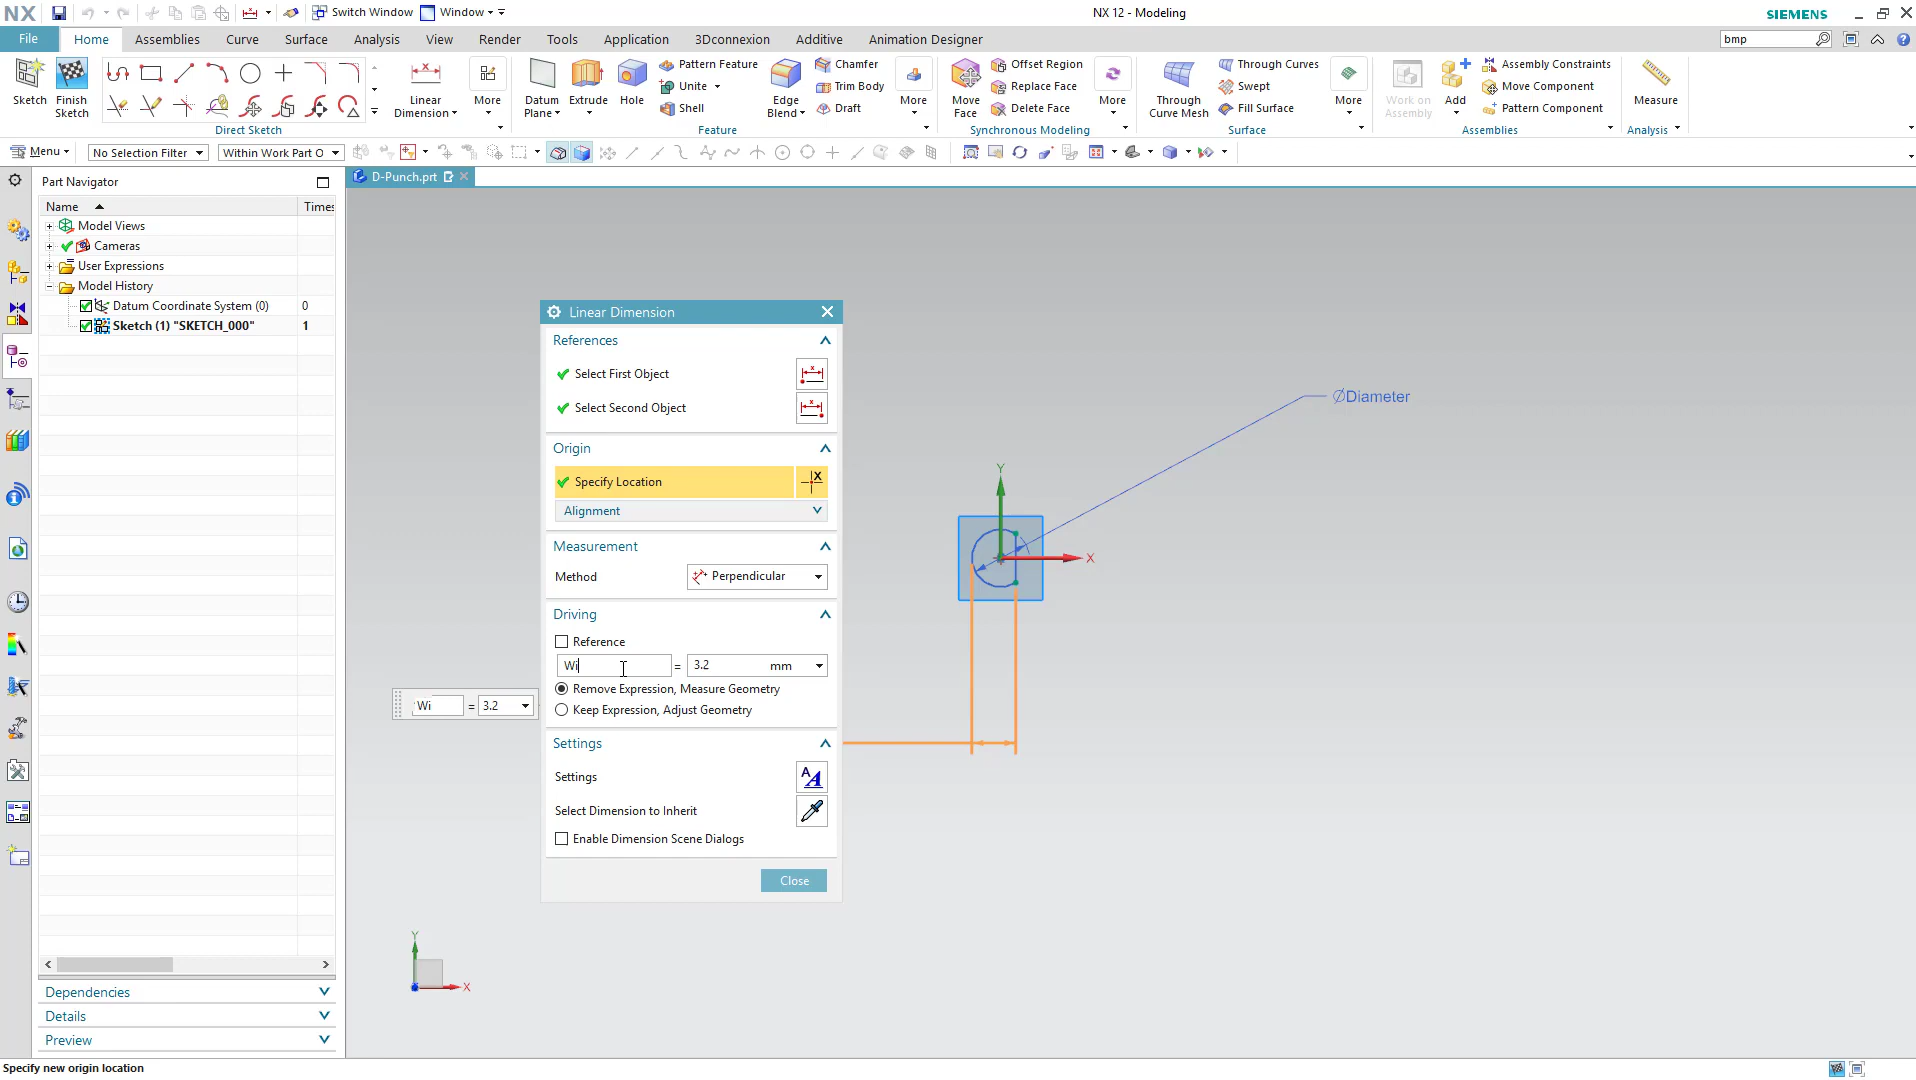 NX
Switch Window
Window
NX 12 - Modeling
SIEMENS
File
Home
Assemblies
Curve
Surface
Analysis
View
Render
Tools
Application
3Dconnexion
Additive
Animation Designer
bmp
Sketch
Finish
Sketch
Direct Sketch
Linear
Dimension
More
Datum
Plane
Extrude
Hole
Pattern Feature
Unite
Shell
Edge
Blend
Chamfer
Trim Body
Draft
More
Feature
Move
Face
Offset Region
Replace Face
Delete Face
More
Synchronous Modeling
Through
Curve Mesh
Through Curves
Swept
Fill Surface
More
Surface
Work on
Assembly
Add
Assembly Constraints
Move Component
Pattern Component
Assemblies
Measure
Analysis
Menu
No Selection Filter
Within Work Part O
Part Navigator
D-Punch.prt
Name
Times
Model Views
Cameras
User Expressions
Model History
Datum Coordinate System (0)
0
Sketch (1) "SKETCH_000"
1
Linear Dimension
References
Select First Object
Select Second Object
Origin
Specify Location
Alignment
Measurement
Method
Perpendicular
Driving
Reference
Wi
=
3.2
mm
Remove Expression, Measure Geometry
Keep Expression, Adjust Geometry
Wi
=
3.2
Settings
Settings
Select Dimension to Inherit
Enable Dimension Scene Dialogs
Close
∅Diameter
Y
X
Y
X
Dependencies
Details
Preview
Specify new origin location